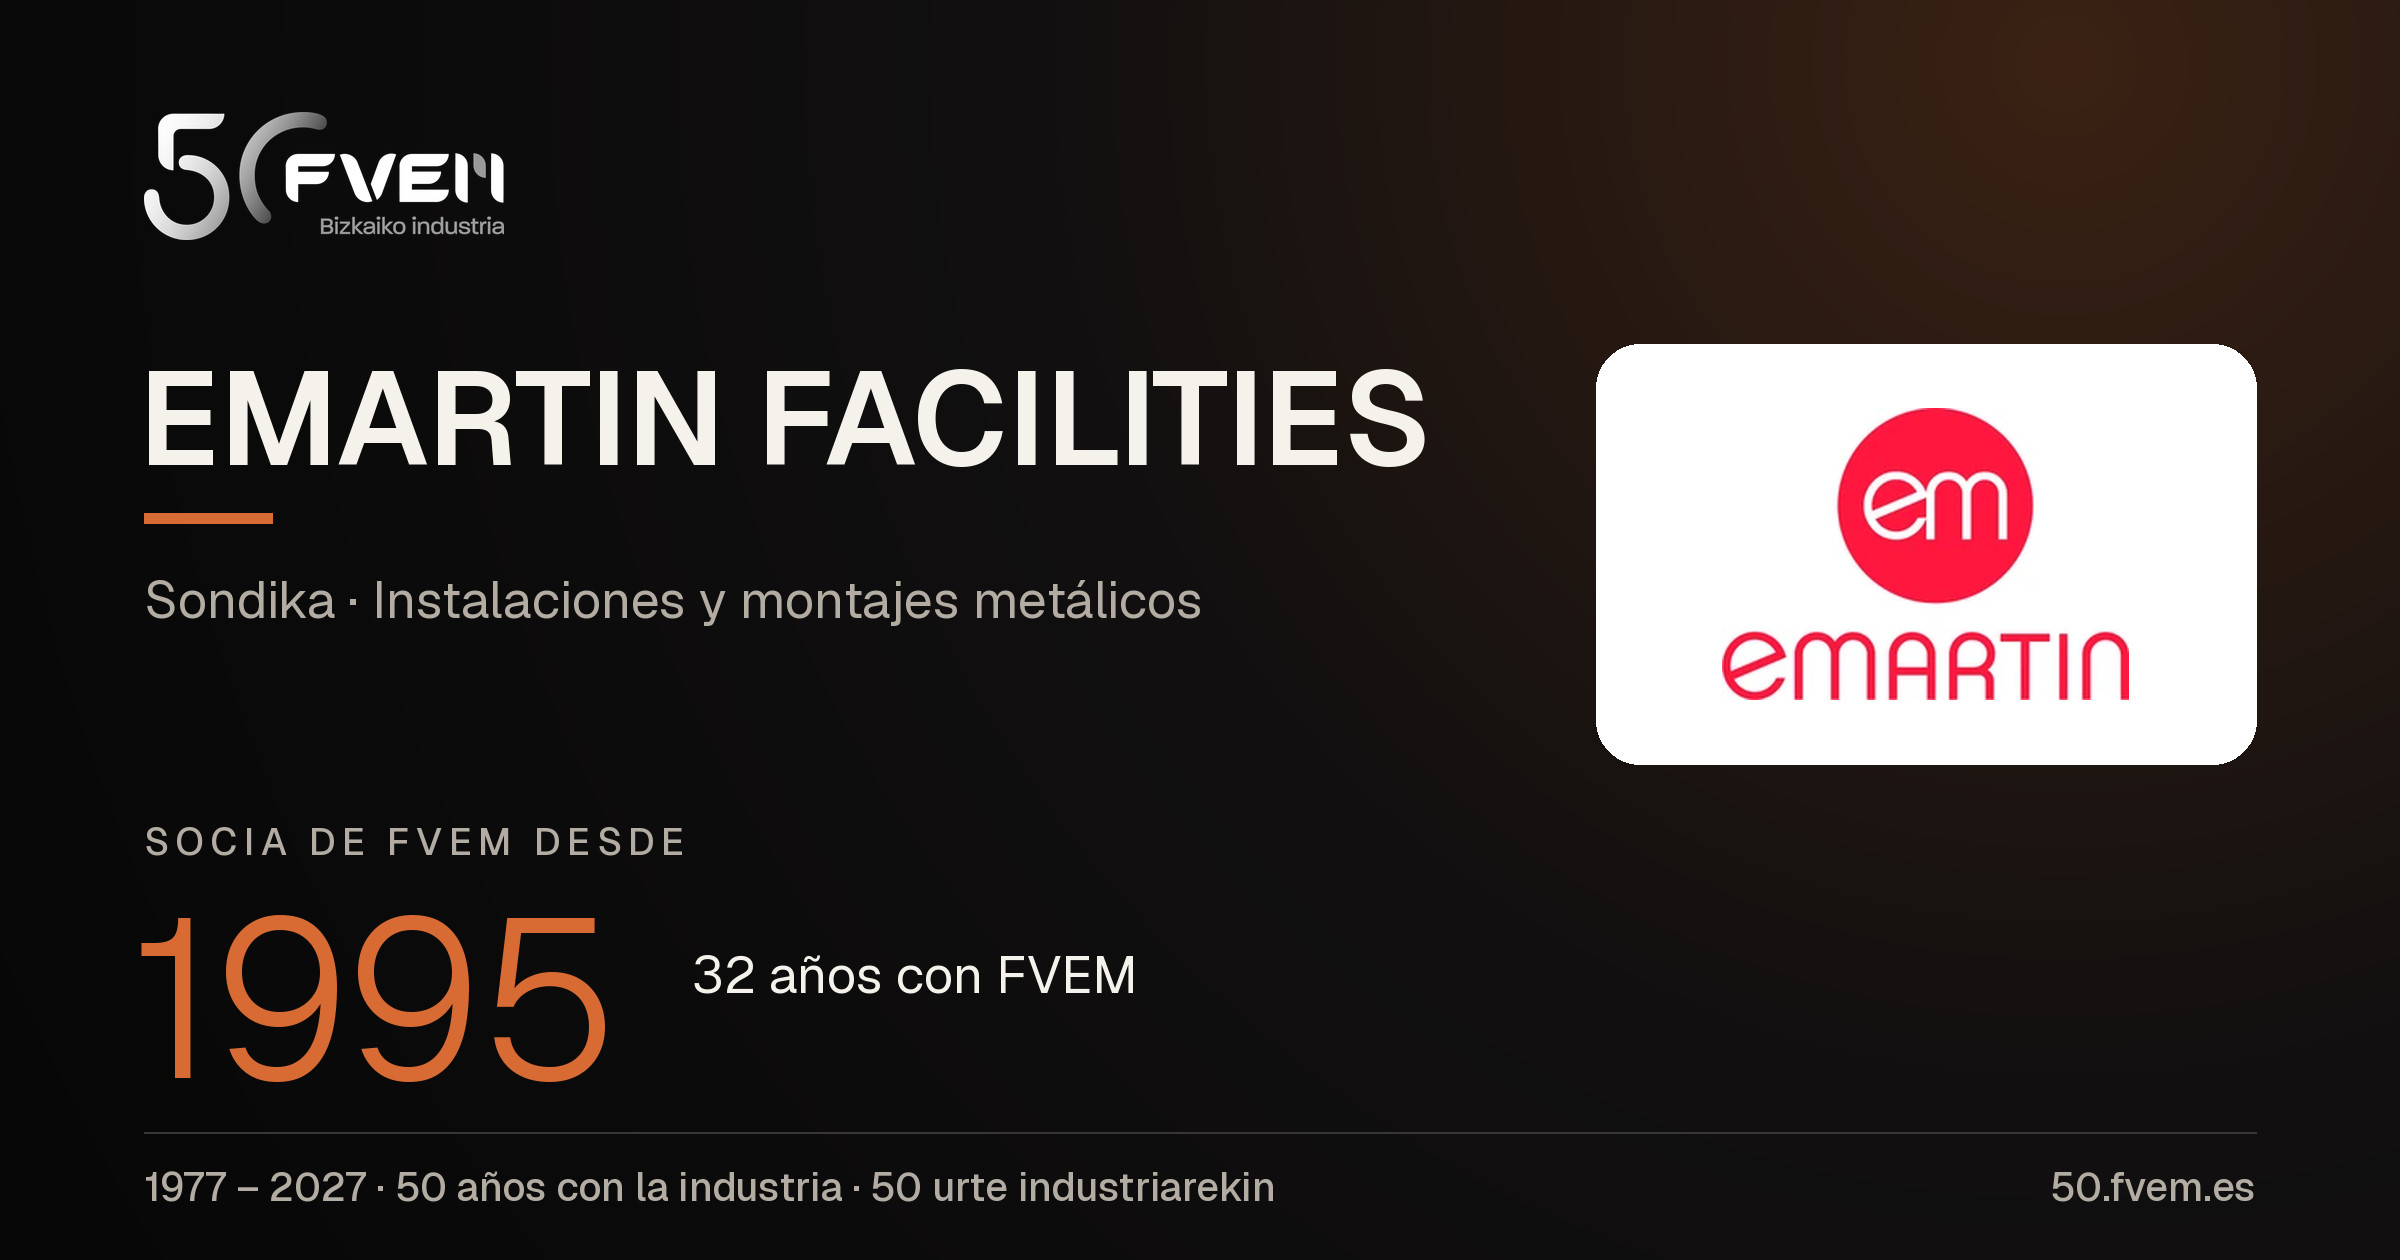 50 FVEM
Bizkaiko industria
EMARTIN FACILITIES
Sondika · Instalaciones y montajes metálicos
em
emARTIN
SOCIA DE FVEM DESDE
1995
32 años con FVEM
1977 – 2027 · 50 años con la industria · 50 urte industriarekin
50.fvem.es